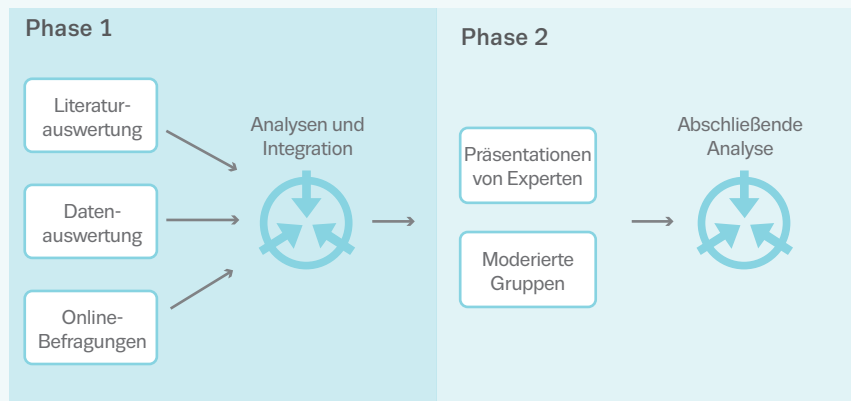 Phase 1
Literatur-
auswertung
Daten-
auswertung
Online-
Befragungen
Analysen und
Integration
Phase 2
Präsentationen
von Experten
Moderierte
Gruppen
Abschließende
Analyse